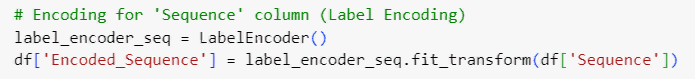 # Encoding for 'Sequence' column (Label Encoding)
label_encoder_seq = LabelEncoder()
df['Encoded_Sequence'] = label_encoder_seq.fit_transform(df['Sequence'])